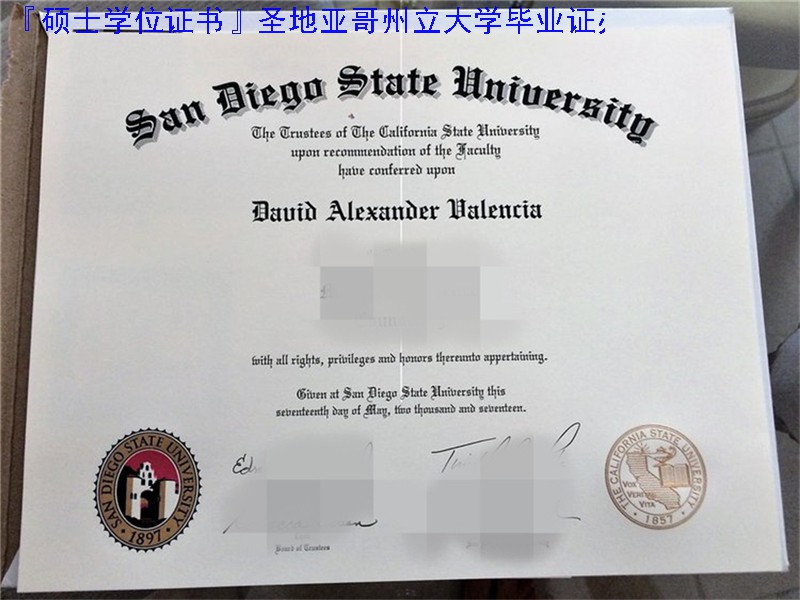 『硕士学位证书』圣地亚哥州立大学毕业证
San Diego State University
The Trustees of The California State University
upon recommendation of the Faculty
have conferred upon
David Alexander Valencia
with all rights, privileges and honors thereunto appertaining.
Given at San Diego State University this
seventeenth day of May, two thousand and seventeen.
SAN DIEGO STATE UNIVERSITY
1897
THE CALIFORNIA STATE UNIVERSITY
VOX
VERITAS
VITA
1857
Board of Trustees